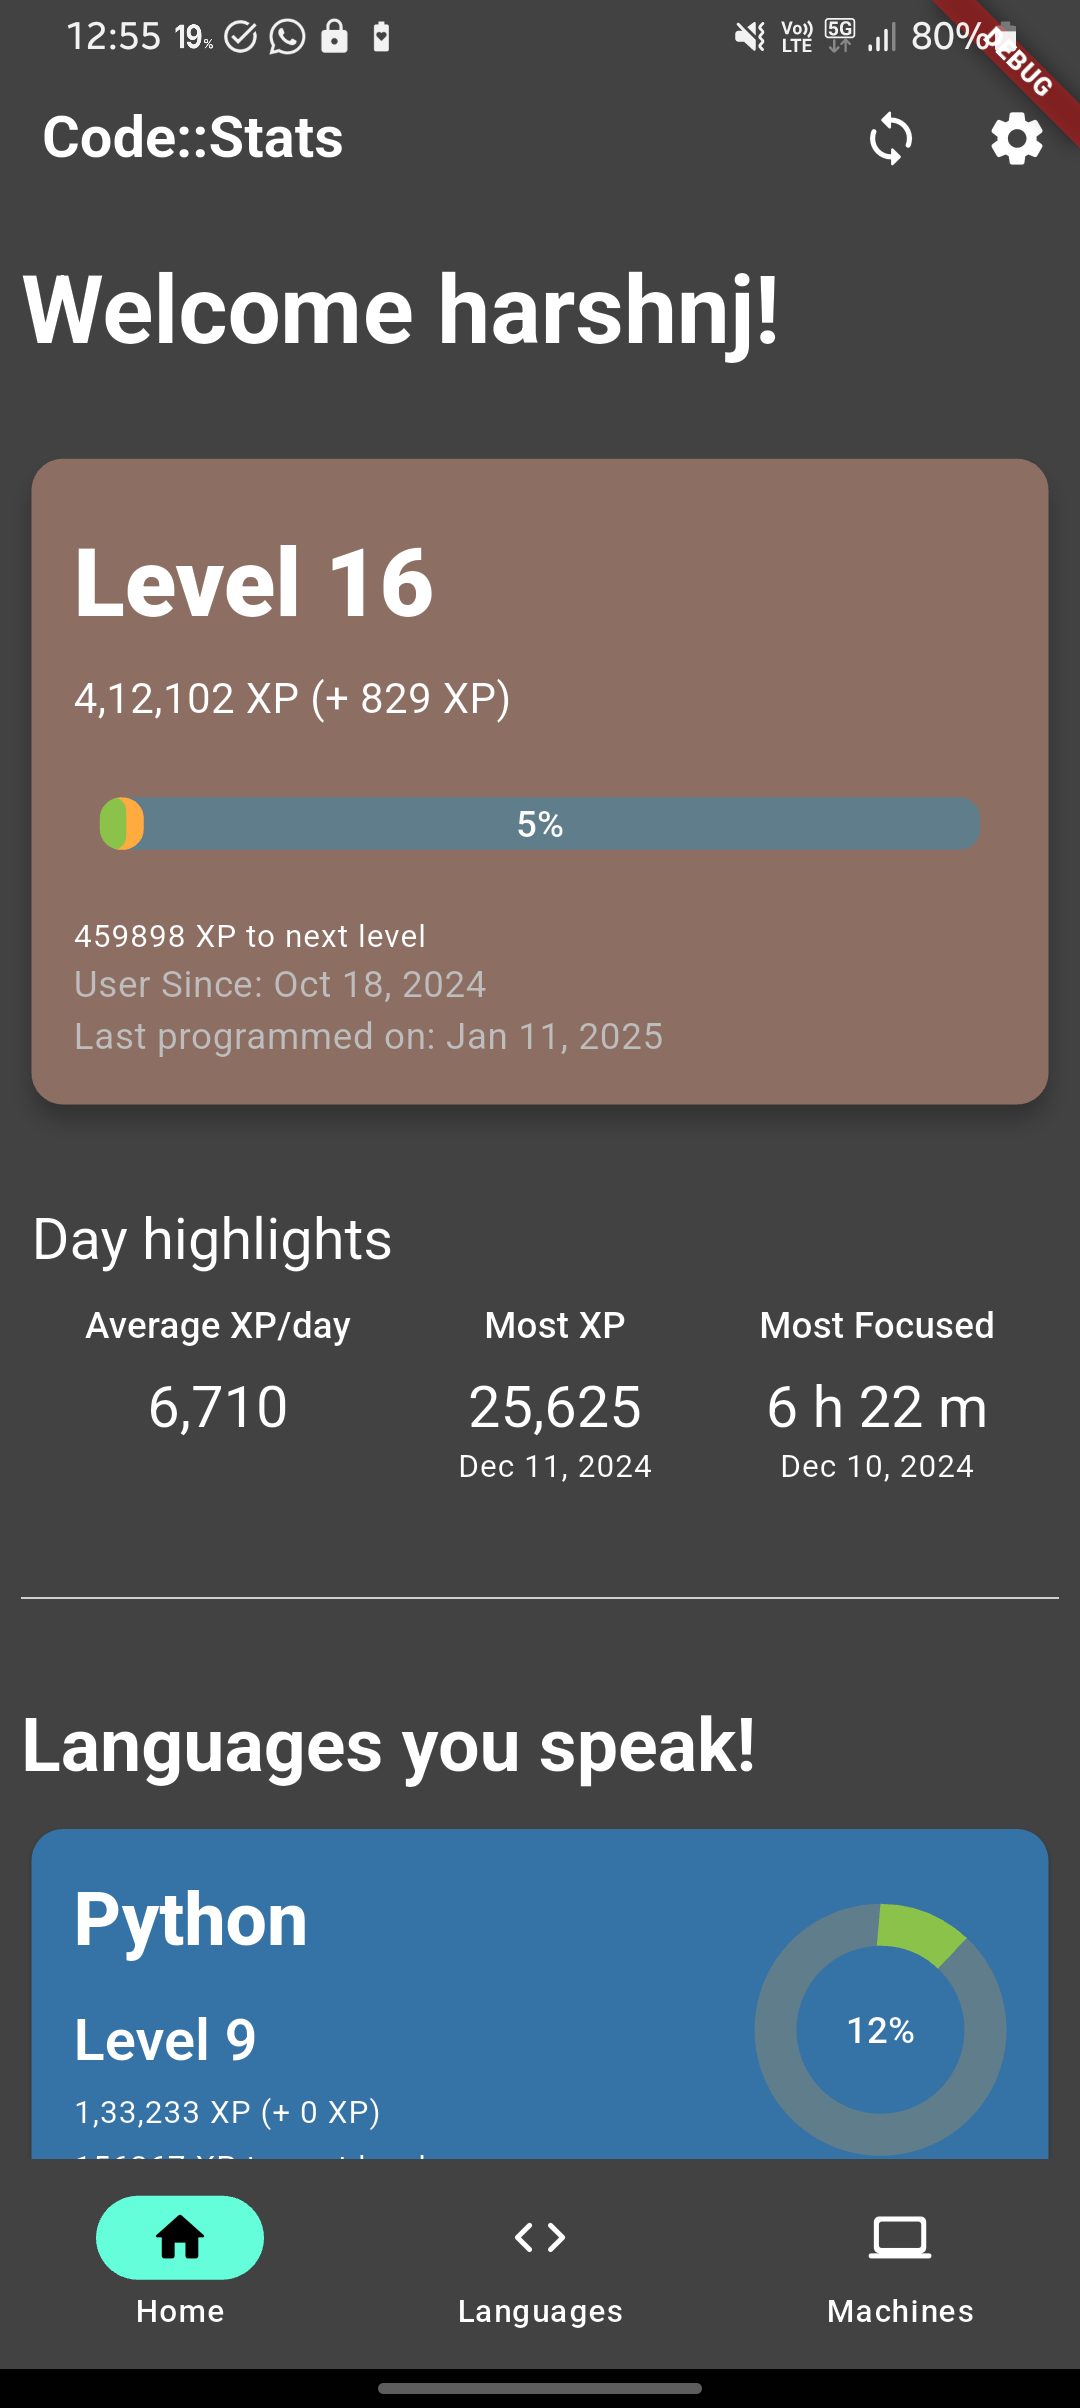 12:55 19% Vo)) LTE 5G 80%
DEBUG
Code::Stats
Welcome harshnj!
Level 16
4,12,102 XP (+ 829 XP)
5%
459898 XP to next level
User Since: Oct 18, 2024
Last programmed on: Jan 11, 2025
Day highlights
Average XP/day Most XP Most Focused
6,710 25,625 6 h 22 m
Dec 11, 2024 Dec 10, 2024
Languages you speak!
Python
Level 9
12%
1,33,233 XP (+ 0 XP)
Home Languages Machines